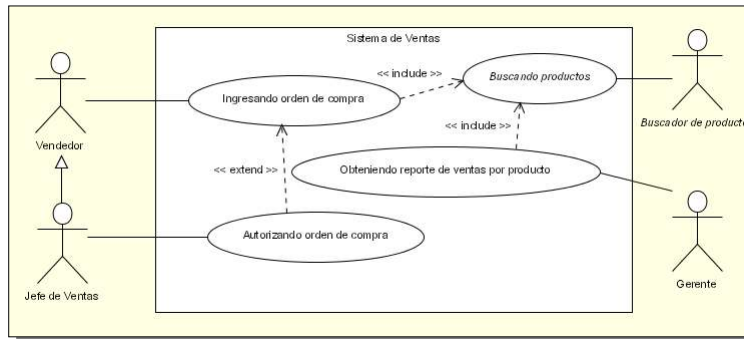 Sistema de Ventas
<< include >>
Buscando productos
Ingresando orden de compra
Buscador de producto
<< include >>
Vendedor
<< extend >>
Obteniendo reporte de ventas por producto
Autorizando orden de compra
Jefe de Ventas
Gerente